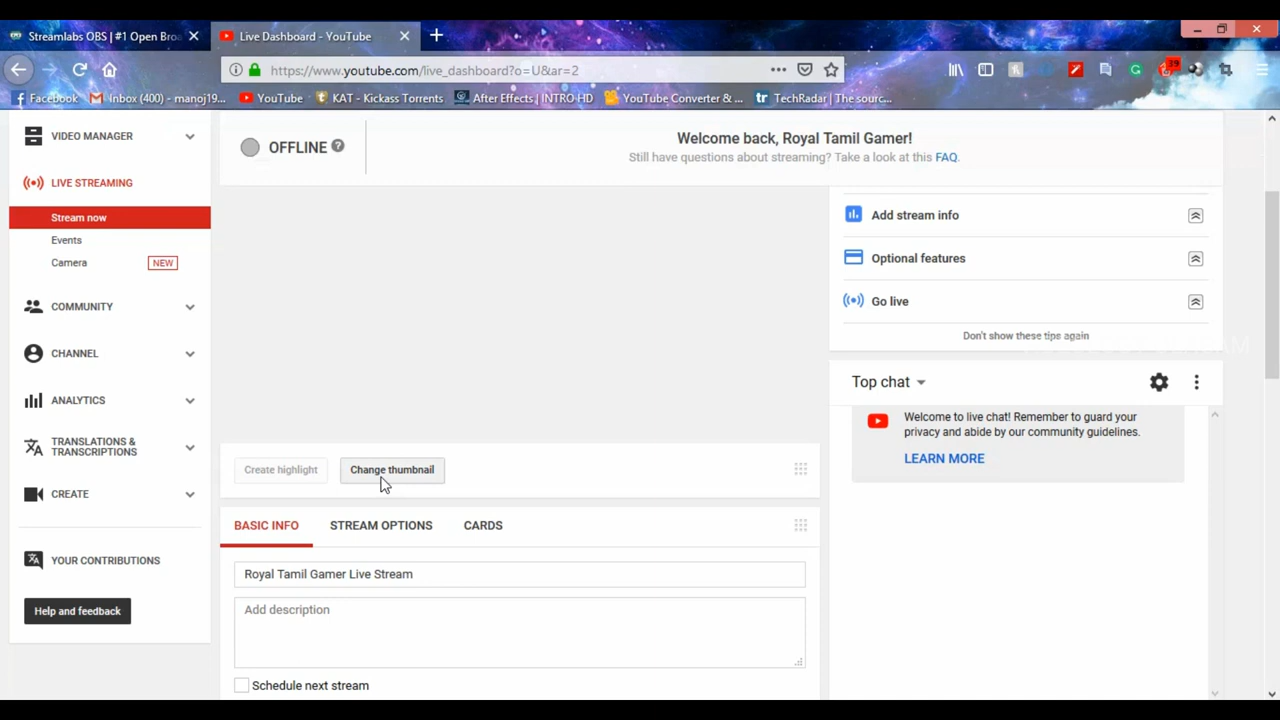 Streamlabs OBS | #1 Open Broa
Live Dashboard - YouTube
https://www.youtube.com/live_dashboard?o=U&ar=2
39
Facebook
Inbox (400) - manoj19...
YouTube
KAT - Kickass Torrents
After Effects | INTRO-HD
YouTube Converter & ...
TechRadar | The sourc...
VIDEO MANAGER
LIVE STREAMING
Stream now
Events
Camera
NEW
COMMUNITY
CHANNEL
ANALYTICS
TRANSLATIONS &
TRANSCRIPTIONS
CREATE
YOUR CONTRIBUTIONS
Help and feedback
OFFLINE
Welcome back, Royal Tamil Gamer!
Still have questions about streaming? Take a look at this FAQ.
Add stream info
Optional features
Go live
Don't show these tips again
Top chat
Welcome to live chat! Remember to guard your
privacy and abide by our community guidelines.
LEARN MORE
Create highlight
Change thumbnail
BASIC INFO
STREAM OPTIONS
CARDS
Royal Tamil Gamer Live Stream
Add description
Schedule next stream